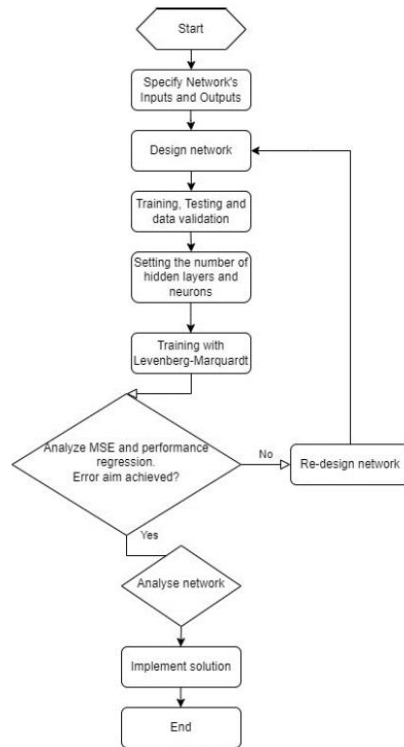 Start
Specify Network's
Inputs and Outputs
Design network
Training, Testing and
data validation
Setting the number of
hidden layers and
neurons
Training with
Levenberg-Marquardt
Analyze MSE and performance
regression.
Error aim achieved?
No
Re-design network
Yes
Analyse network
Implement solution
End